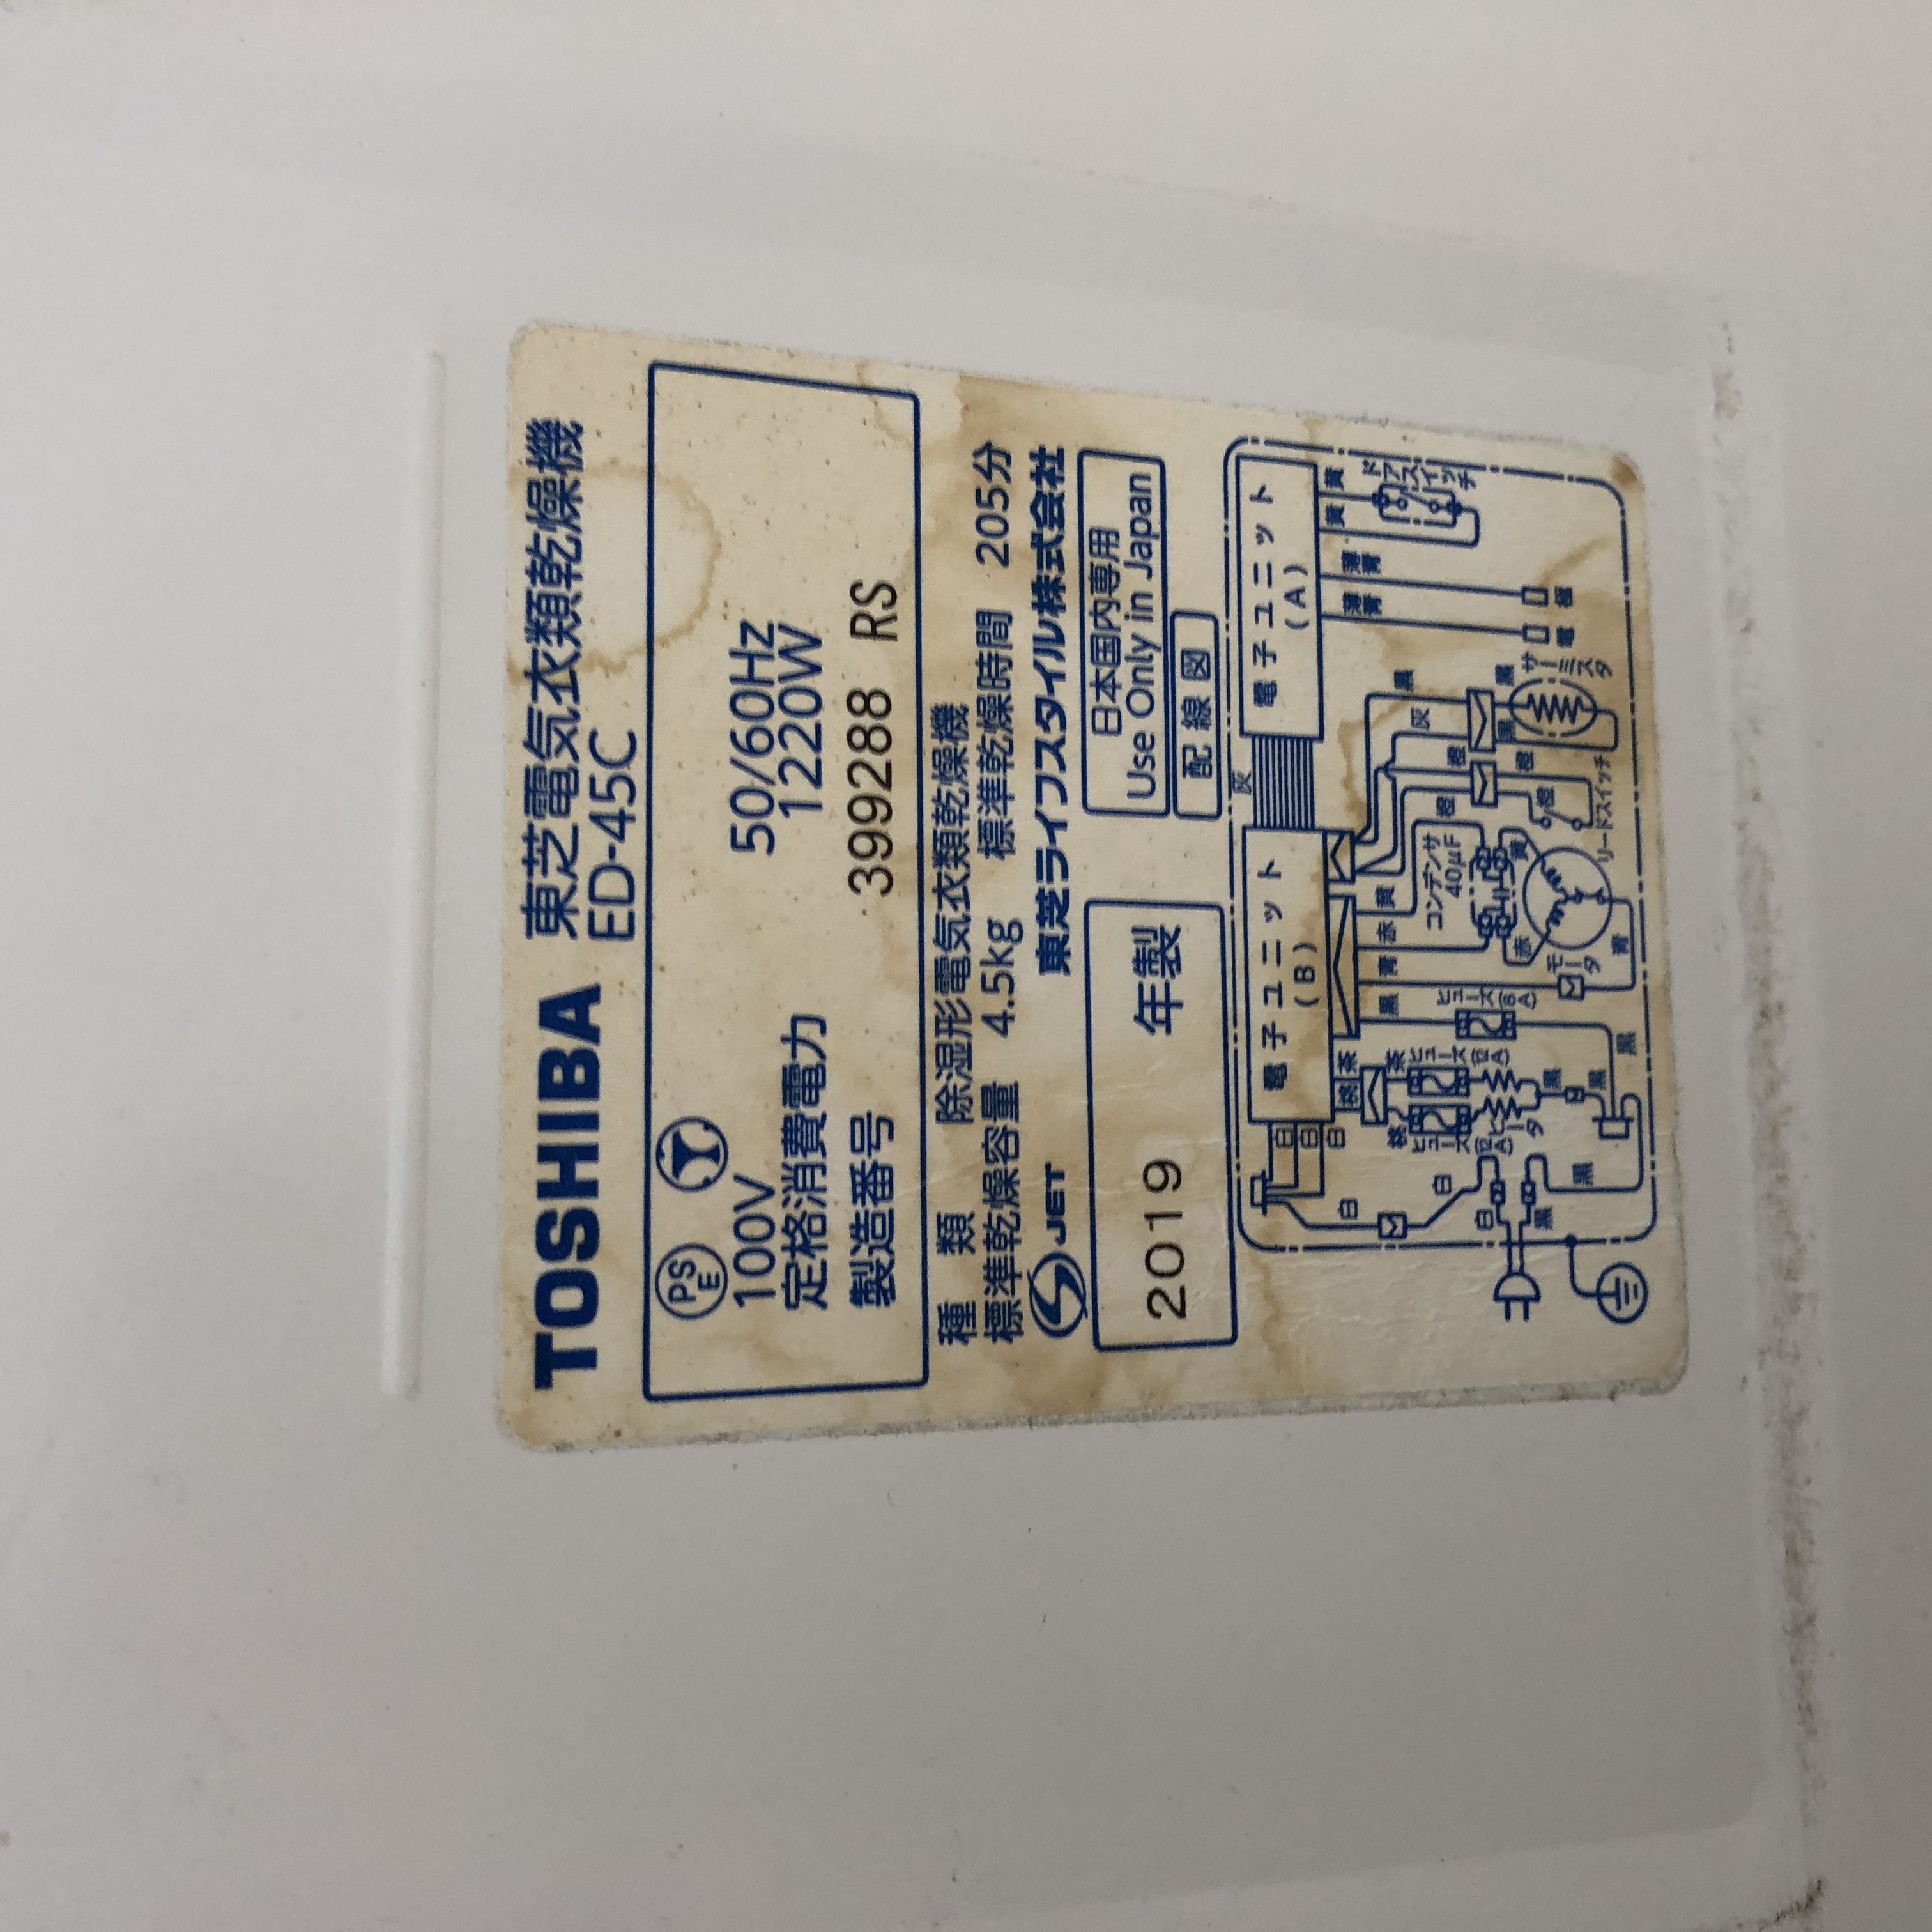 TOSHIBA 東芝電気衣類乾燥機
ED-45C
PS
E
100V 50/60Hz
定格消費電力 1220W
製造番号 399288 RS
種 類 除湿形電気衣類乾燥機
標準乾燥容量 4.5kg 標準乾燥時間 205分
JET 東芝ライフスタイル株式会社
2019 年製
日本国内専用
Use Only in Japan
配線図
灰
電子ユニット
(B)
電子ユニット
(A)
白
白
白
白
桃 茶
黒 青 赤 黄
薄青 薄青
黄 黄
ドアスイッチ
桃
ヒューズ(12A)
茶
ヒューズ(12A)
ヒューズ(8A)
コンデンサ
40μF
橙
橙
灰
黒
白
白
黒
ヒータ
黒
黒
黒
黒
赤 黄
モータ
青
橙
橙
リードスイッチ
黒 黒
サーミスタ
電 極